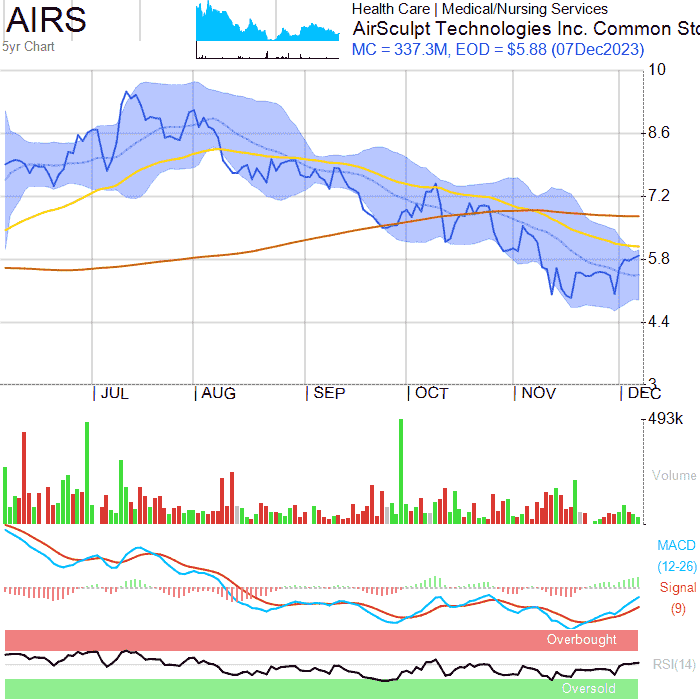 AIRS
5yr Chart
Health Care | Medical/Nursing Services
AirSculpt Technologies Inc. Common Sto
MC = 337.3M, EOD = $5.88 (07Dec2023)
10
8.6
7.2
5.8
4.4
3
JUL
AUG
SEP
OCT
NOV
DEC
493k
Volume
MACD
(12-26)
Signal
(9)
Overbought
RSI(14)
Oversold